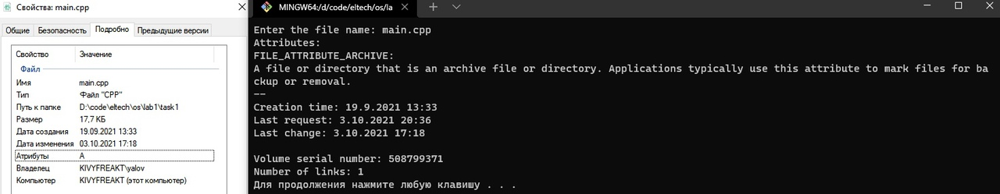 Свойства: main.cpp
Общие Безопасность Подробно Предыдущие версии
Свойство Значение
Файл
Имя main.cpp
Тип Файл "CPP"
Путь к папке D:\code\eltech\os\lab1\task1
Размер 17,7 КБ
Дата создания 19.09.2021 13:33
Дата изменения 03.10.2021 17:18
Атрибуты A
Владелец KIVYFREAKT\yalov
Компьютер KIVYFREAKT (этот компьютер)
MINGW64:/d/code/eltech/os/la
Enter the file name: main.cpp
Attributes:
FILE_ATTRIBUTE_ARCHIVE:
A file or directory that is an archive file or directory. Applications typically use this attribute to mark files for ba
ckup or removal.
--
Creation time: 19.9.2021 13:33
Last request: 3.10.2021 20:36
Last change: 3.10.2021 17:18
Volume serial number: 508799371
Number of links: 1
Для продолжения нажмите любую клавишу . . .